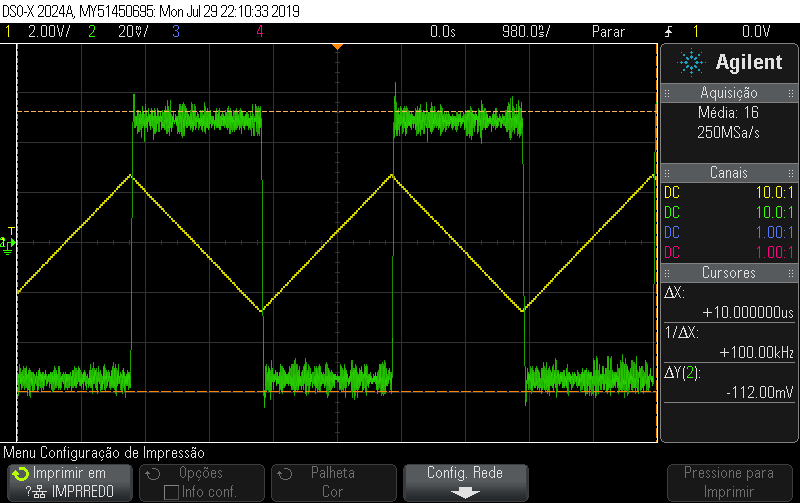 DSO-X 2024A, MY51450695: Mon Jul 29 22:10:33 2019
1 2.00V/ 2 20mV/ 3 4 0.0s 980.0ns/ Parar 1 0.0V
Agilent
Aquisição
Média: 16
250MSa/s
Canais
DC 10.0:1
DC 10.0:1
DC 1.00:1
DC 1.00:1
Cursores
ΔX:
+10.000000us
1/ΔX:
+100.00kHz
ΔY(2):
-112.00mV
T
Menu Configuração de Impressão
Imprimir em
?品 IMPRREDO
Opções
Info conf.
Palheta
Cor
Config. Rede
Pressione para
Imprimir